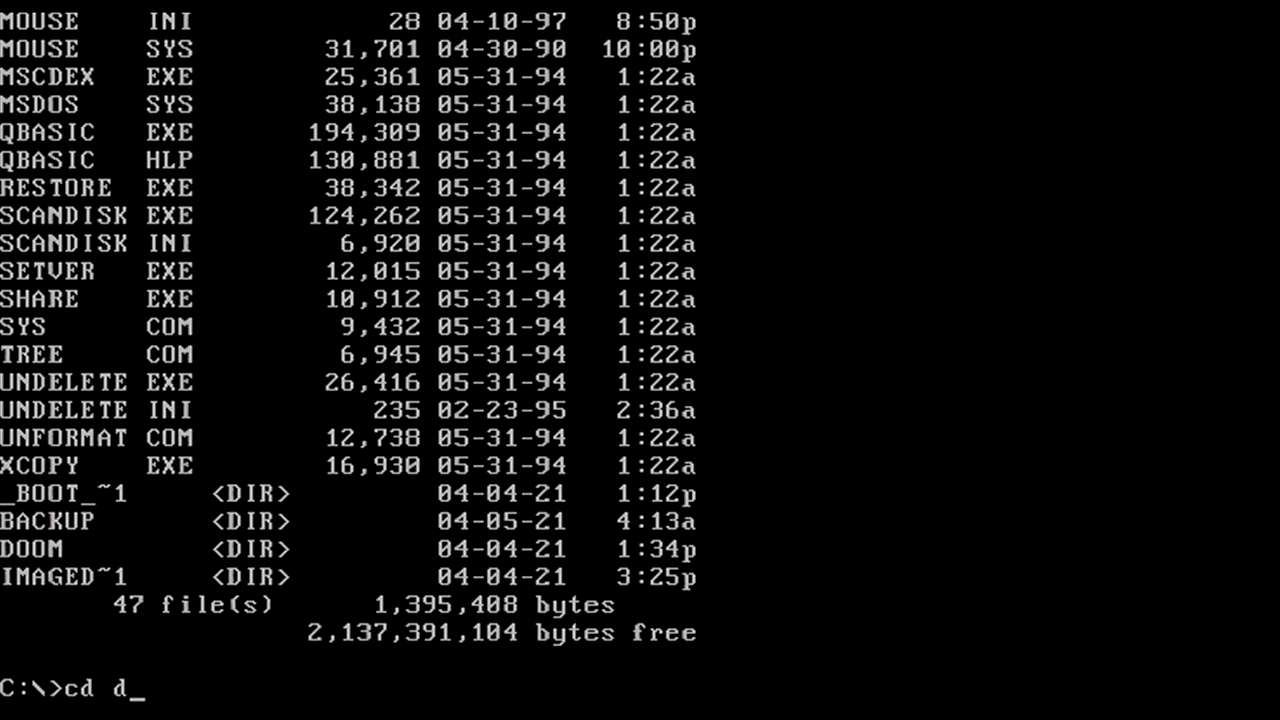 MOUSE    INI            28 04-10-97   8:50p
MOUSE    SYS        31,701 04-30-90  10:00p
MSCDEX   EXE        25,361 05-31-94   1:22a
MSDOS    SYS        38,138 05-31-94   1:22a
QBASIC   EXE       194,309 05-31-94   1:22a
QBASIC   HLP       130,881 05-31-94   1:22a
RESTORE  EXE        38,342 05-31-94   1:22a
SCANDISK EXE       124,262 05-31-94   1:22a
SCANDISK INI         6,920 05-31-94   1:22a
SETVER   EXE        12,015 05-31-94   1:22a
SHARE    EXE        10,912 05-31-94   1:22a
SYS      COM         9,432 05-31-94   1:22a
TREE     COM         6,945 05-31-94   1:22a
UNDELETE EXE        26,416 05-31-94   1:22a
UNDELETE INI           235 02-23-95   2:36a
UNFORMAT COM        12,738 05-31-94   1:22a
XCOPY    EXE        16,930 05-31-94   1:22a
_BOOT_~1     <DIR>         04-04-21   1:12p
BACKUP       <DIR>         04-05-21   4:13a
DOOM         <DIR>         04-04-21   1:34p
IMAGED~1     <DIR>         04-04-21   3:25p
       47 file(s)      1,395,408 bytes
                   2,137,391,104 bytes free
C:\>cd d_